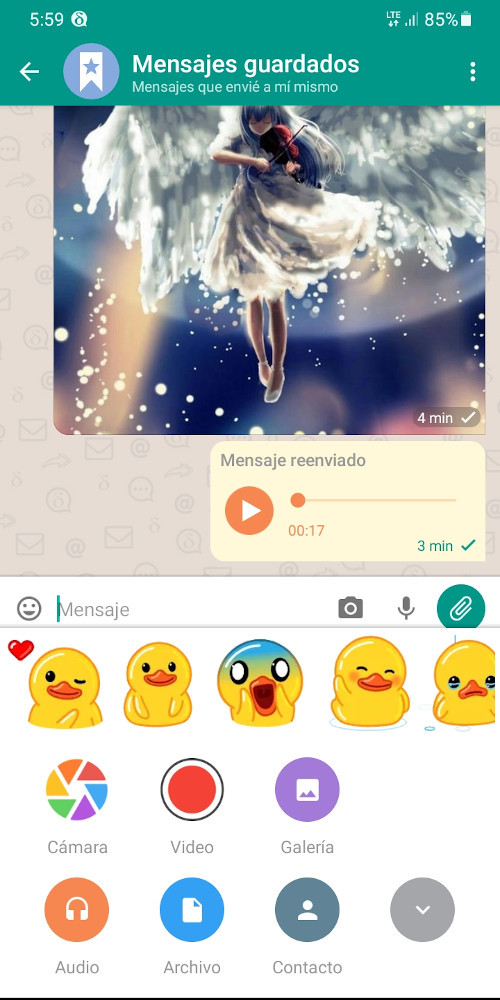 5:59
LTE
85%
Mensajes guardados
Mensajes que envié a mí mismo
4 min
Mensaje reenviado
00:17
3 min
Mensaje
Cámara
Video
Galería
Audio
Archivo
Contacto